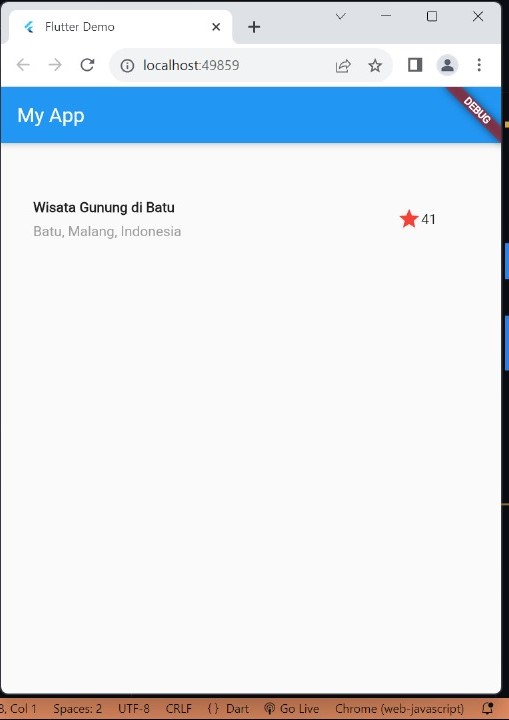 Flutter Demo
localhost:49859
My App
DEBUG
Wisata Gunung di Batu
Batu, Malang, Indonesia
41
8, Col 1 Spaces: 2 UTF-8 CRLF { } Dart Go Live Chrome (web-javascript)